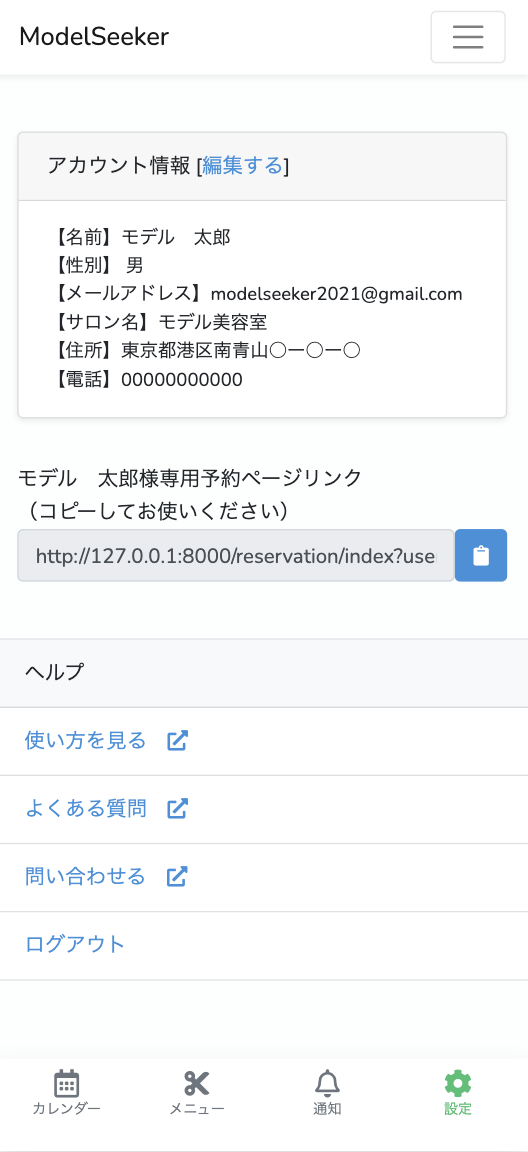 ModelSeeker
アカウント情報 [編集する]
【名前】モデル　太郎
【性別】 男
【メールアドレス】modelseeker2021@gmail.com
【サロン名】モデル美容室
【住所】東京都港区南青山〇ー〇ー〇
【電話】00000000000
モデル　太郎様専用予約ページリンク
（コピーしてお使いください）
http://127.0.0.1:8000/reservation/index?use
ヘルプ
使い方を見る
よくある質問
問い合わせる
ログアウト
カレンダー
メニュー
通知
設定